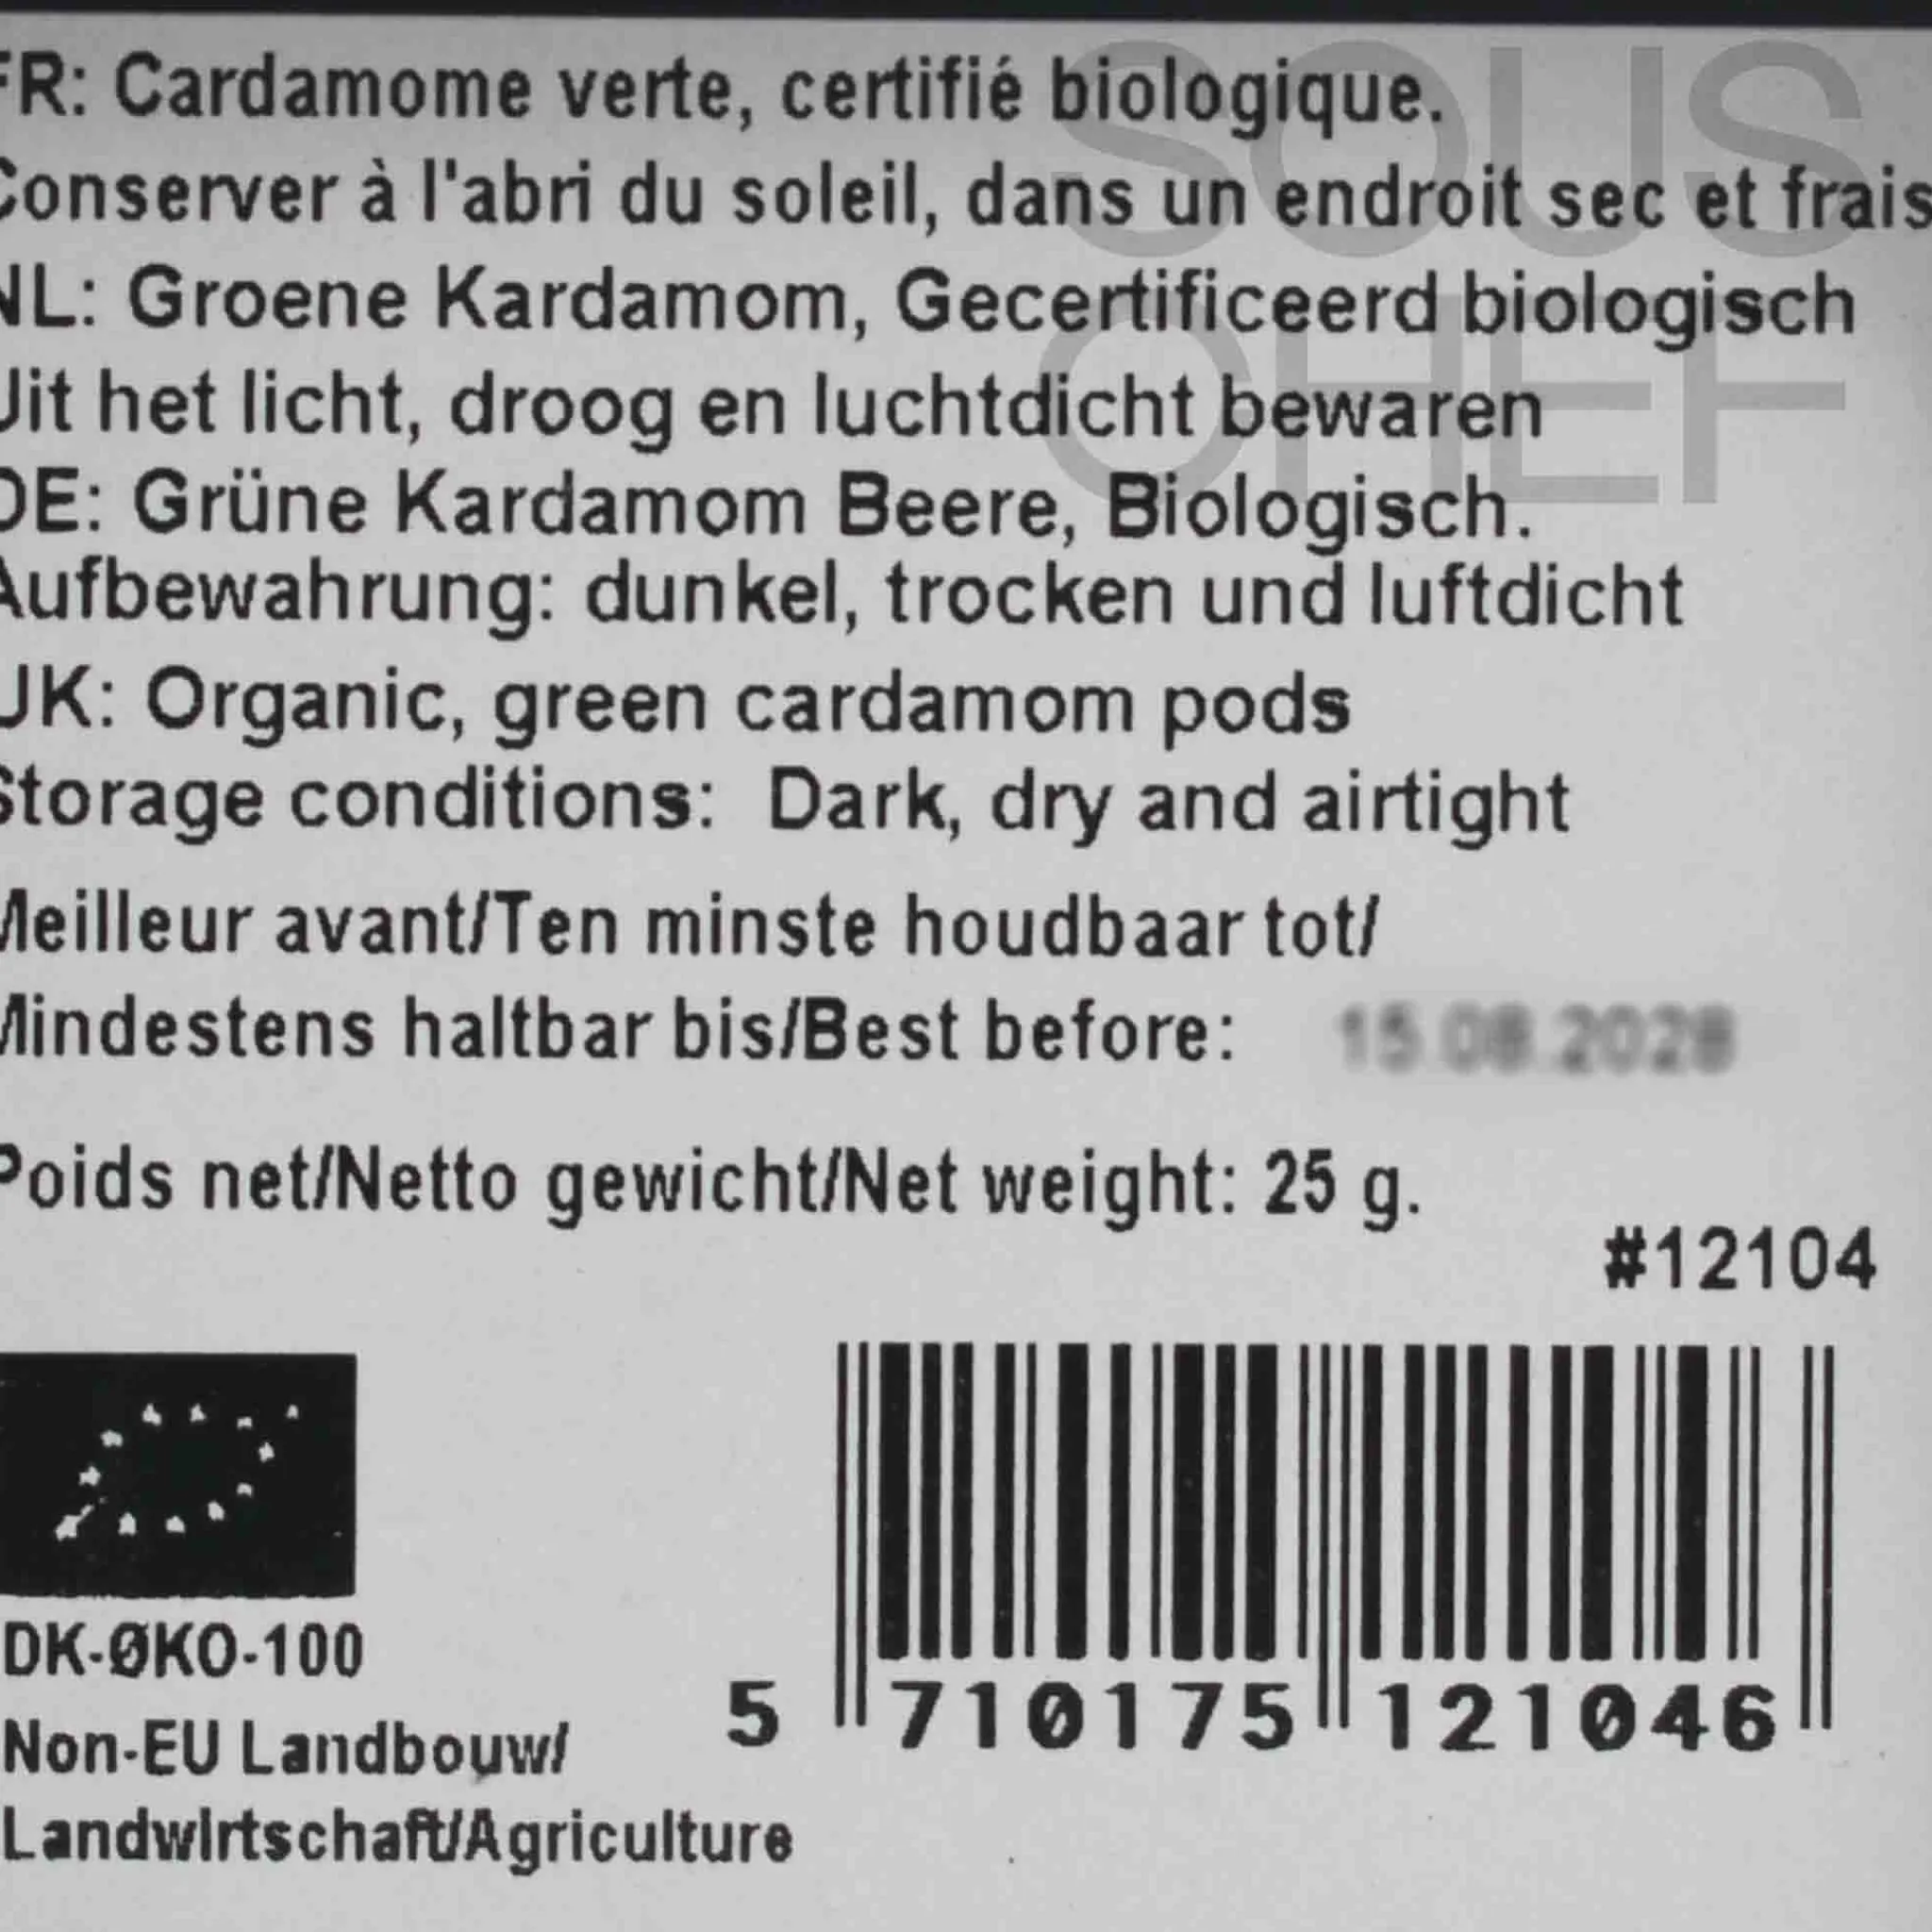 FR: Cardamome verte, certifié biologique.
Conserver à l'abri du soleil, dans un endroit sec et frais
NL: Groene Kardamom, Gecertificeerd biologisch
Uit het licht, droog en luchtdicht bewaren
DE: Grüne Kardamom Beere, Biologisch.
Aufbewahrung: dunkel, trocken und luftdicht
UK: Organic, green cardamom pods
Storage conditions: Dark, dry and airtight
Meilleur avant/Ten minste houdbaar tot/
Mindestens haltbar bis/Best before:
Poids net/Netto gewicht/Net weight: 25 g.
#12104
5 710175 121046
DK-ØKO-100
Non-EU Landbouw/
Landwirtschaft/Agriculture
SOUS
CHEF